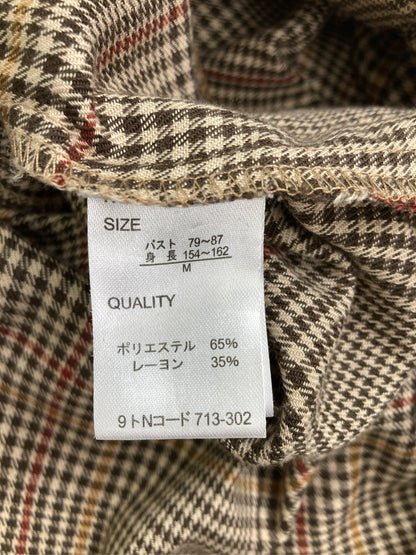 SIZE
バスト 79～87
身長 154～162
M
QUALITY
ポリエステル 65%
レーヨン 35%
9トNコード 713-302